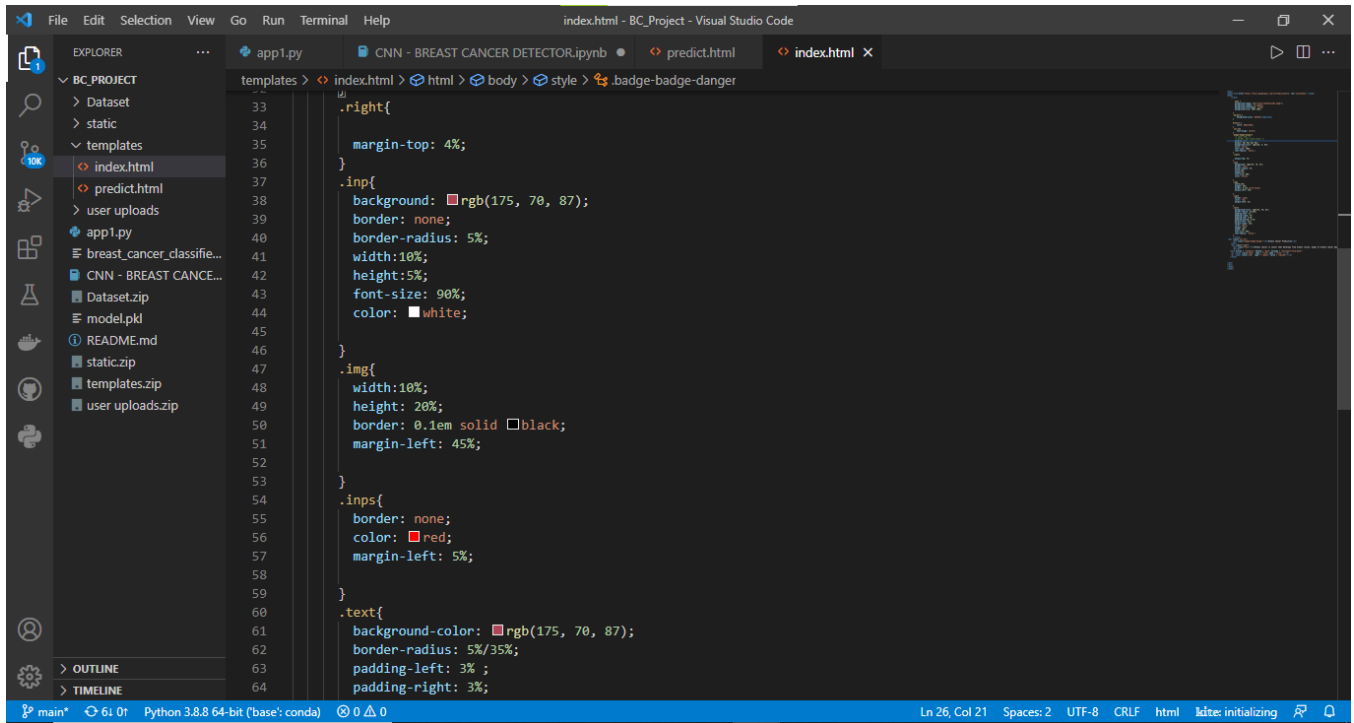 File Edit Selection View Go Run Terminal Help
index.html - BC_Project - Visual Studio Code
EXPLORER
BC_PROJECT
Dataset
static
templates
index.html
predict.html
user uploads
app1.py
breast_cancer_classifie...
CNN - BREAST CANCE...
Dataset.zip
model.pkl
README.md
static.zip
templates.zip
user uploads.zip
OUTLINE
TIMELINE
1
10K
app1.py CNN - BREAST CANCER DETECTOR.ipynb predict.html index.html
templates > index.html > html > body > style > .badge-badge-danger
33 .right{
34
35 margin-top: 4%;
36 }
37 .inp{
38 background: rgb(175, 70, 87);
39 border: none;
40 border-radius: 5%;
41 width:10%;
42 height:5%;
43 font-size: 90%;
44 color: white;
45
46 }
47 .img{
48 width:10%;
49 height: 20%;
50 border: 0.1em solid black;
51 margin-left: 45%;
52
53 }
54 .inps{
55 border: none;
56 color: red;
57 margin-left: 5%;
58
59 }
60 .text{
61 background-color: rgb(175, 70, 87);
62 border-radius: 5%/35%;
63 padding-left: 3% ;
64 padding-right: 3%;
main* 6↓ 0↑ Python 3.8.8 64-bit ('base': conda) 0 0 Ln 26, Col 21 Spaces: 2 UTF-8 CRLF html kite: initializing